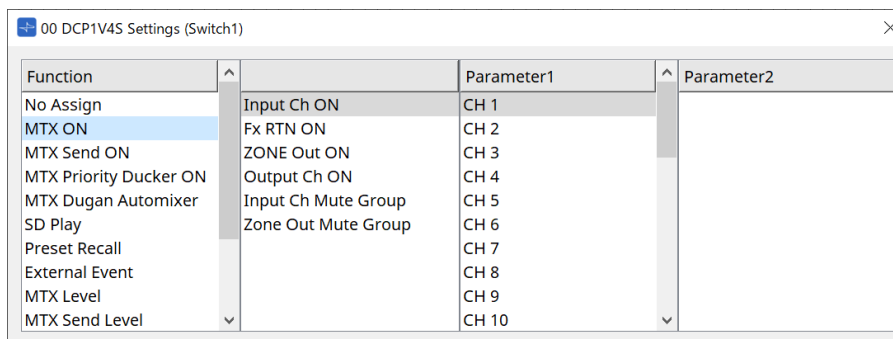 00 DCP1V4S Settings (Switch1)
Function Parameter1 Parameter2
No Assign Input Ch ON CH 1
MTX ON Fx RTN ON CH 2
MTX Send ON ZONE Out ON CH 3
MTX Priority Ducker ON Output Ch ON CH 4
MTX Dugan Automixer Input Ch Mute Group CH 5
SD Play Zone Out Mute Group CH 6
Preset Recall CH 7
External Event CH 8
MTX Level CH 9
MTX Send Level CH 10